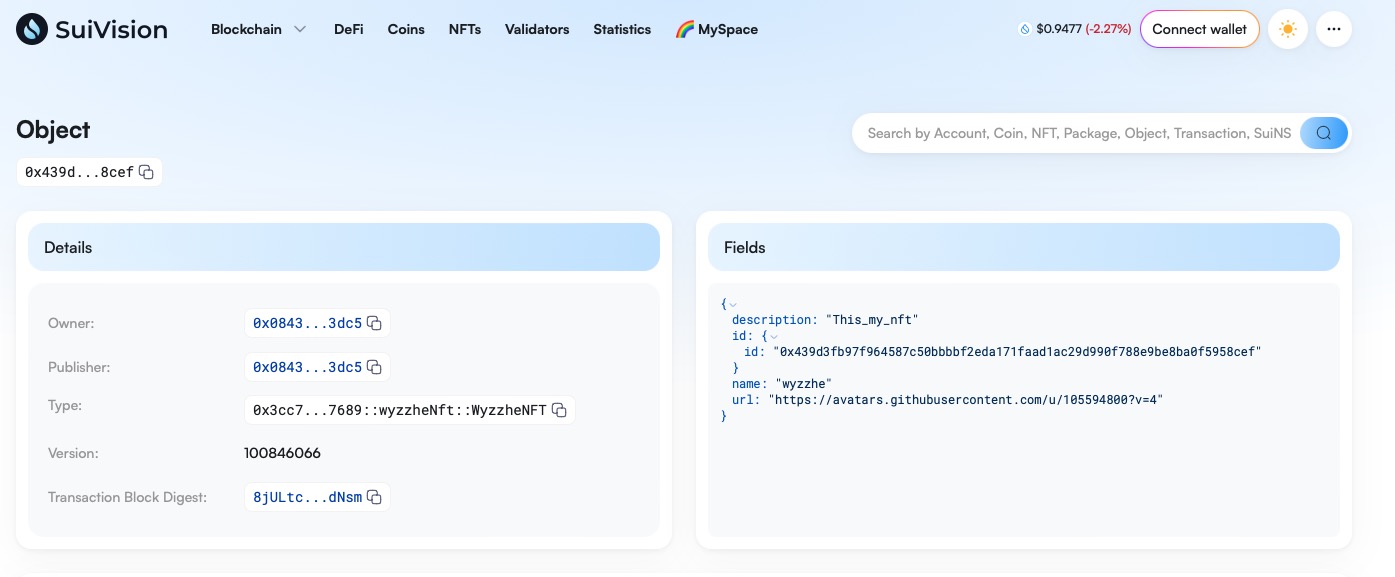 SuiVision Blockchain DeFi Coins NFTs Validators Statistics MySpace $0.9477 (-2.27%) Connect wallet ...
Object
Search by Account, Coin, NFT, Package, Object, Transaction, SuiNS
0x439d...8cef
Details
Owner: 0x0843...3dc5
Publisher: 0x0843...3dc5
Type: 0x3cc7...7689::wyzzheNft::WyzzheNFT
Version: 100846066
Transaction Block Digest: 8jULtc...dNsm
Fields
{
description: "This_my_nft"
id: {
id: "0x439d3fb97f964587c50bbbbf2eda171faad1ac29d990f788e9be8ba0f5958cef"
}
name: "wyzzhe"
url: "https://avatars.githubusercontent.com/u/105594800?v=4"
}